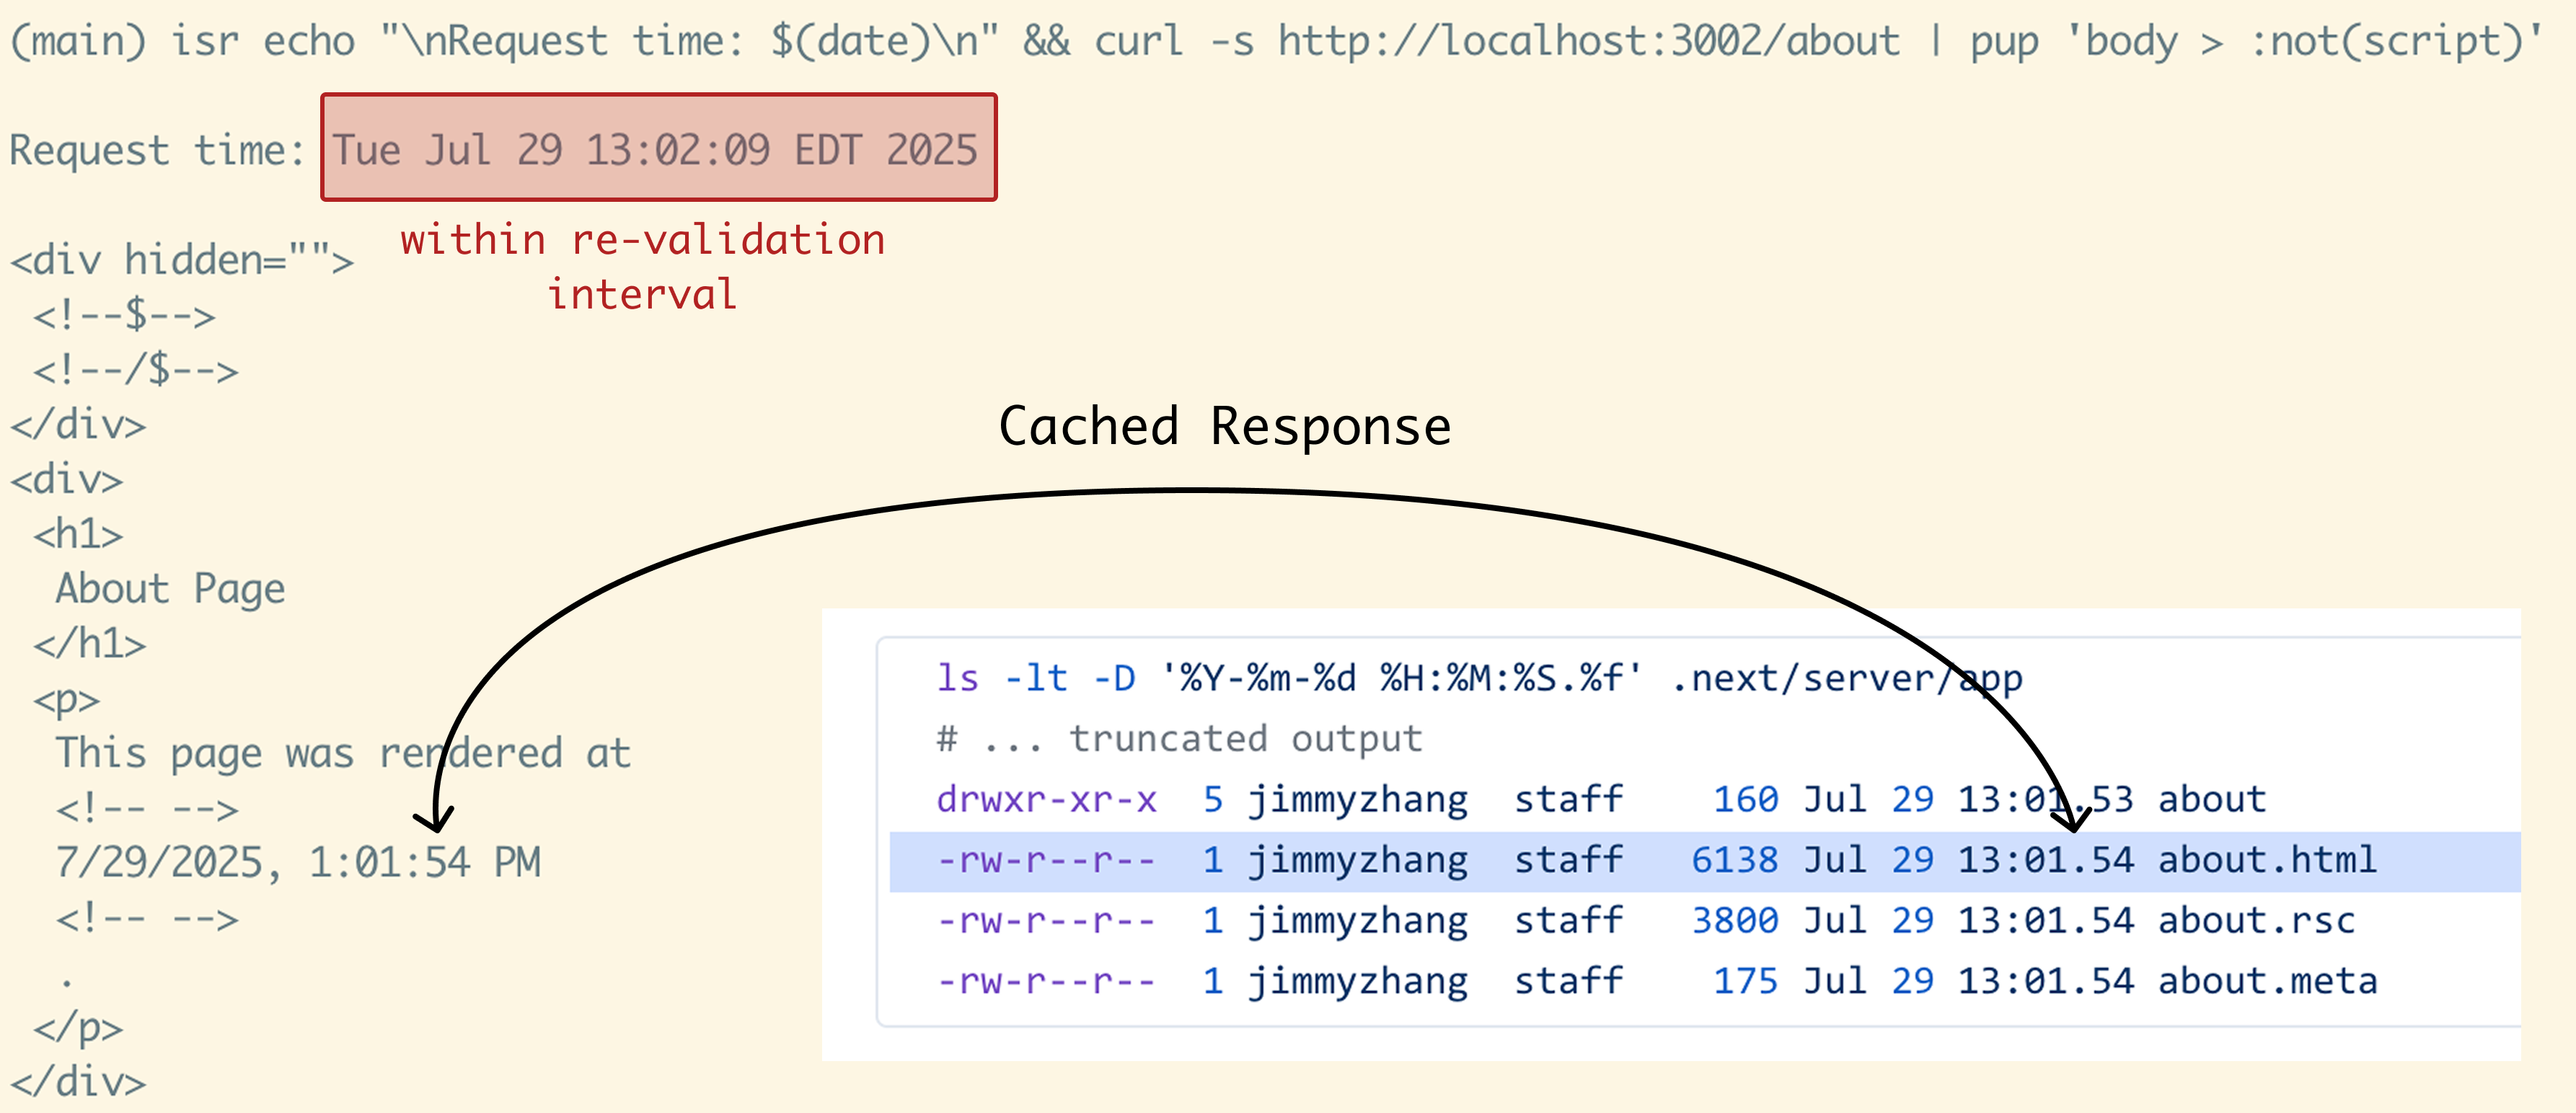 (main) isr echo "\nRequest time: $(date)\n" && curl -s http://localhost:3002/about | pup 'body > :not(script)'
Request time: Tue Jul 29 13:02:09 EDT 2025
within re-validation
interval
<div hidden="">
<!--$-->
<!--/$-->
</div>
<div>
<h1>
About Page
</h1>
<p>
This page was rendered at
<!-- -->
7/29/2025, 1:01:54 PM
<!-- -->
.
</p>
</div>
Cached Response
ls -lt -D '%Y-%m-%d %H:%M:%S.%f' .next/server/app
# ... truncated output
drwxr-xr-x 5 jimmyzhang staff 160 Jul 29 13:01.53 about
-rw-r--r-- 1 jimmyzhang staff 6138 Jul 29 13:01.54 about.html
-rw-r--r-- 1 jimmyzhang staff 3800 Jul 29 13:01.54 about.rsc
-rw-r--r-- 1 jimmyzhang staff 175 Jul 29 13:01.54 about.meta